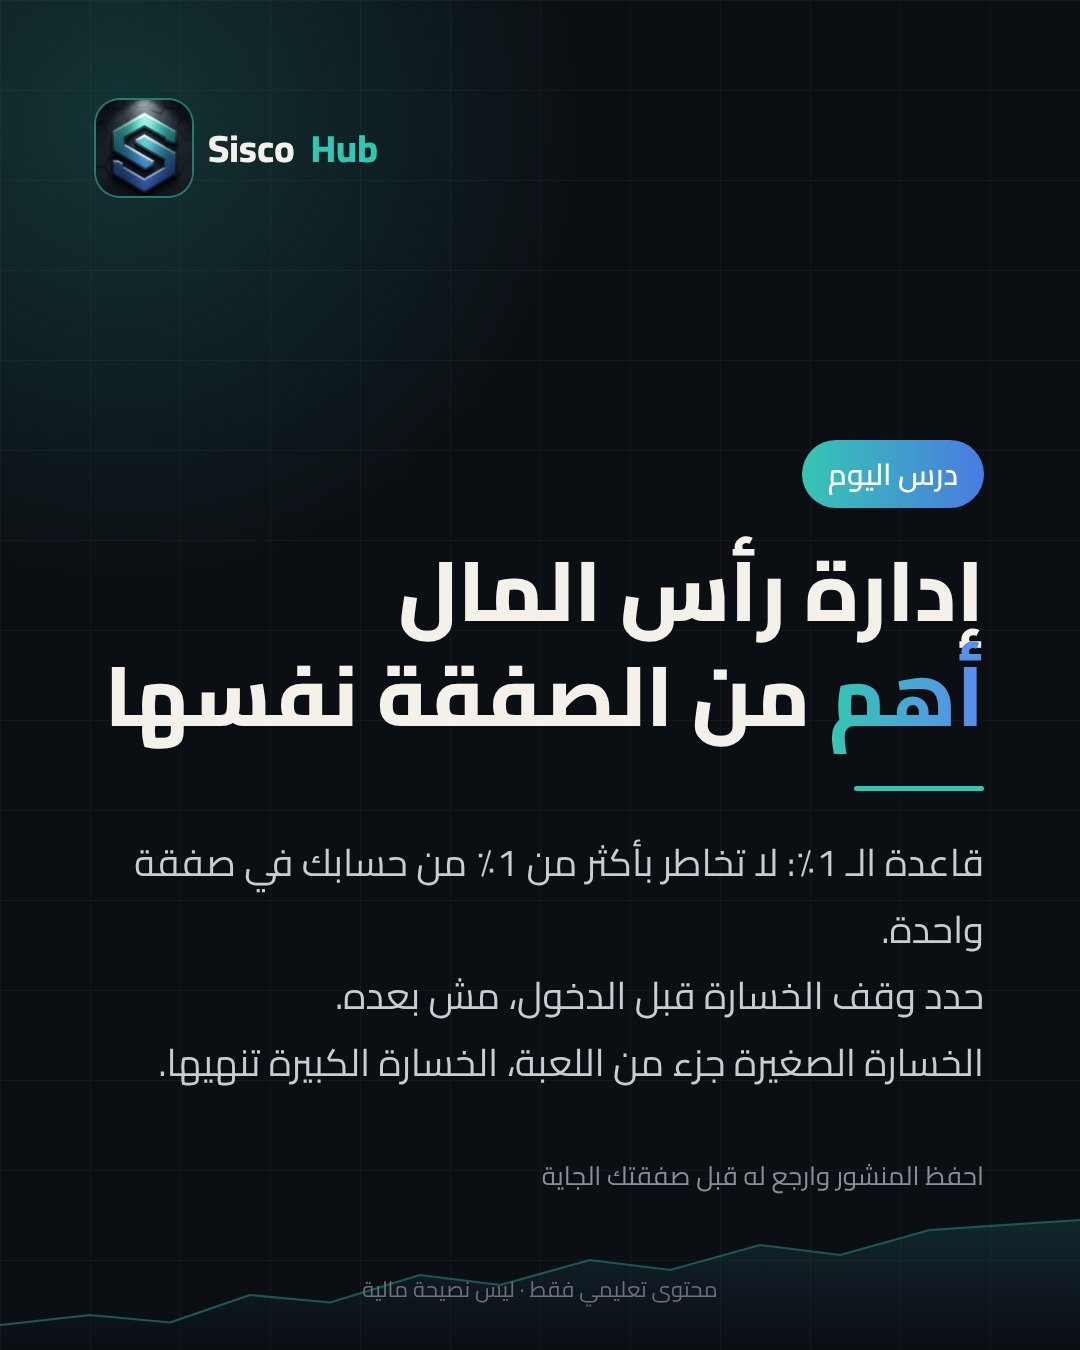 Sisco Hub
درس اليوم
إدارة رأس المال
أهم من الصفقة نفسها
قاعدة الـ 1٪: لا تخاطر بأكثر من 1٪ من حسابك في صفقة
واحدة.
حدد وقف الخسارة قبل الدخول، مش بعده.
الخسارة الصغيرة جزء من اللعبة، الخسارة الكبيرة تنهيها.
احفظ المنشور وارجع له قبل صفقتك الجاية
محتوى تعليمي فقط · ليس نصيحة مالية